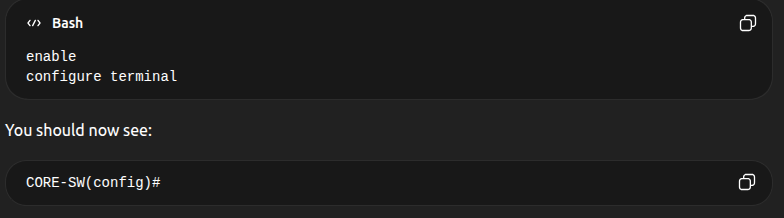 Bash
enable
configure terminal
You should now see:
CORE-SW(config)#